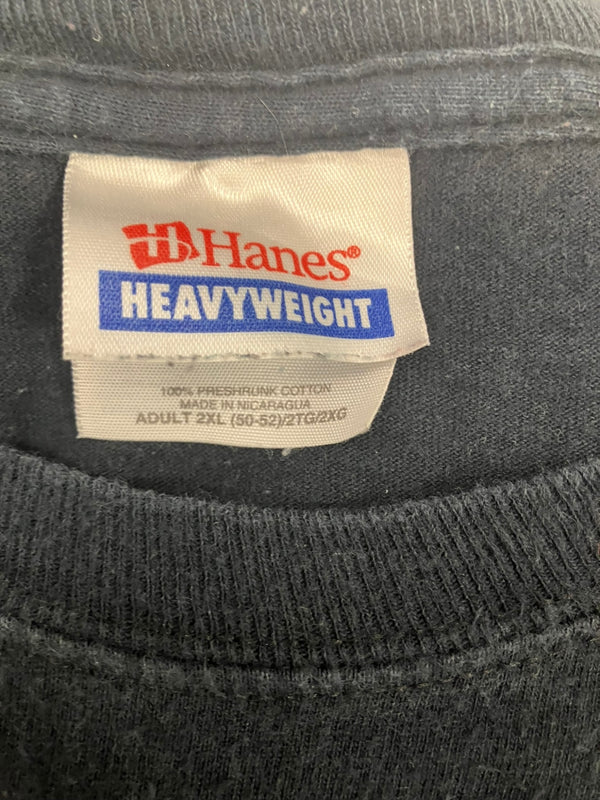 Hanes®
HEAVYWEIGHT
100% PRESHRUNK COTTON
MADE IN NICARAGUA
ADULT 2XL (50-52)/2TG/2XG